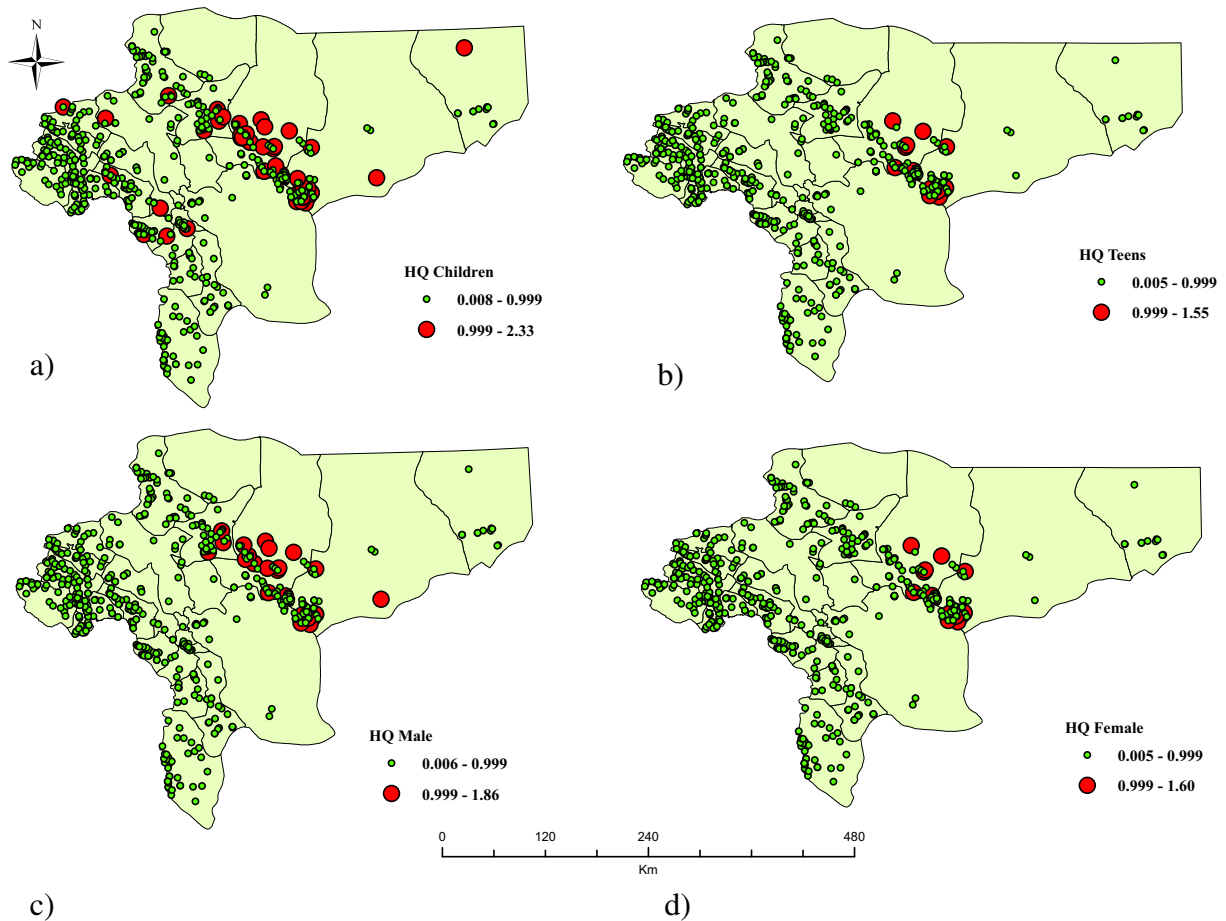 N
HQ Children
0.008 - 0.999
0.999 - 2.33
a)
HQ Teens
0.005 - 0.999
0.999 - 1.55
b)
HQ Male
0.006 - 0.999
0.999 - 1.86
c)
HQ Female
0.005 - 0.999
0.999 - 1.60
d)
0 120 240 480
Km